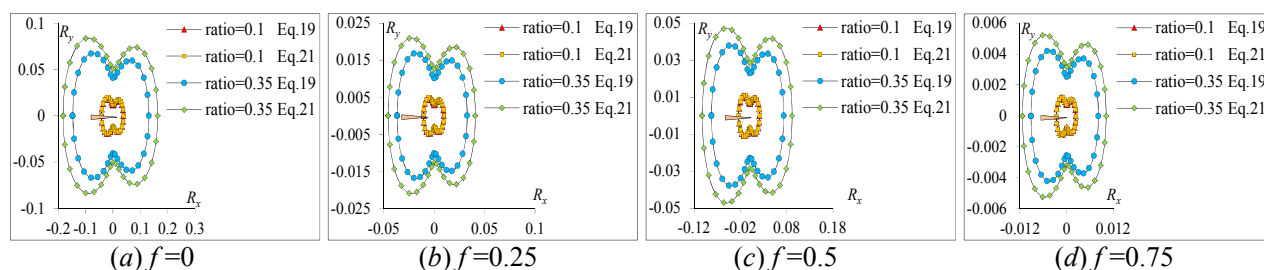 0.1
0.05
0
-0.05
-0.1
-0.2 -0.1 0.0 0.1 0.2 0.3
R_y
R_x
ratio=0.1 Eq.19
ratio=0.1 Eq.21
ratio=0.35 Eq.19
ratio=0.35 Eq.21
(a) f=0
0.025
0.015
0.005
-0.005
-0.015
-0.025
-0.05 0 0.05 0.1
R_y
R_x
ratio=0.1 Eq.19
ratio=0.1 Eq.21
ratio=0.35 Eq.19
ratio=0.35 Eq.21
(b) f=0.25
0.05
0.03
0.01
-0.01
-0.03
-0.05
-0.12 -0.02 0.08 0.18
R_y
R_x
ratio=0.1 Eq.19
ratio=0.1 Eq.21
ratio=0.35 Eq.19
ratio=0.35 Eq.21
(c) f=0.5
0.006
0.004
0.002
0
-0.002
-0.004
-0.006
-0.012 0 0.012
R_y
R_x
ratio=0.1 Eq.19
ratio=0.1 Eq.21
ratio=0.35 Eq.19
ratio=0.35 Eq.21
(d) f=0.75